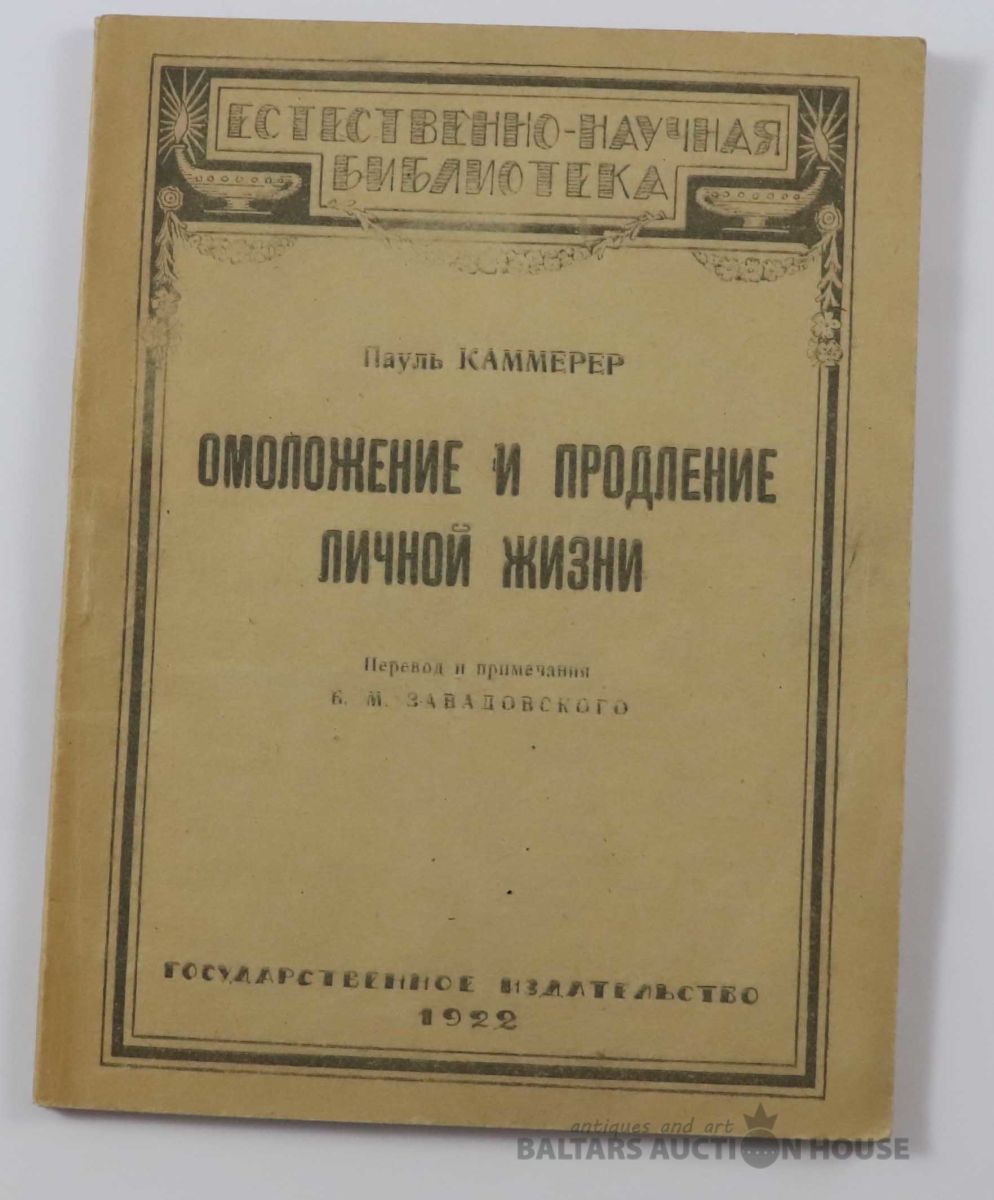 ЕСТЕСТВЕННО-НАУЧНАЯ
БИБЛИОТЕКА
Пауль КАММЕРЕР
ОМОЛОЖЕНИЕ И ПРОДЛЕНИЕ
ЛИЧНОЙ ЖИЗНИ
Перевод и примечания
Б. М. ЗАВАДОВСКОГО
ГОСУДАРСТВЕННОЕ ИЗДАТЕЛЬСТВО
1922
antiques and art
BALTARS AUCTION HOUSE